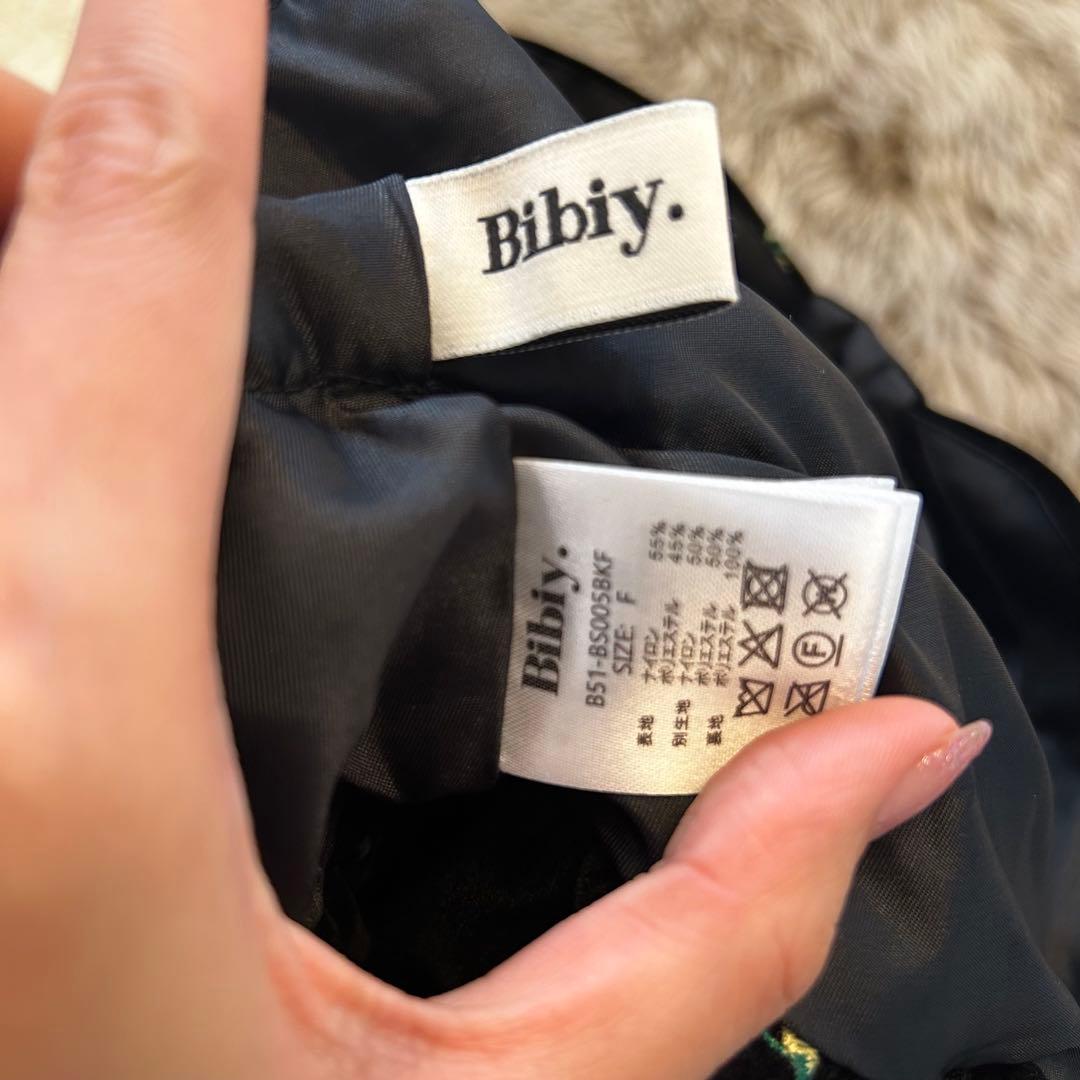 Bibiy.
Bibiy.
B51-BS005BKF
SIZE: F
表地 ナイロン 55%
ポリエステル 45%
別生地 ナイロン 50%
ポリエステル 50%
裏地 ポリエステル 100%
F